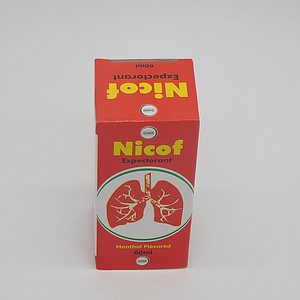 Nicof
Expectorant
60ml
Nicof
Expectorant
Menthol Flavored
60ml